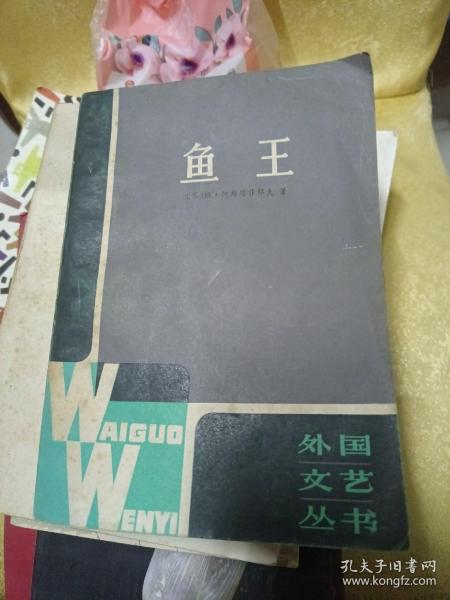 鱼王
〔苏〕维·阿斯塔菲耶夫 著
WAIGUO
WENYI
外国
文艺
丛书
孔夫子旧书网
www.kongfz.com